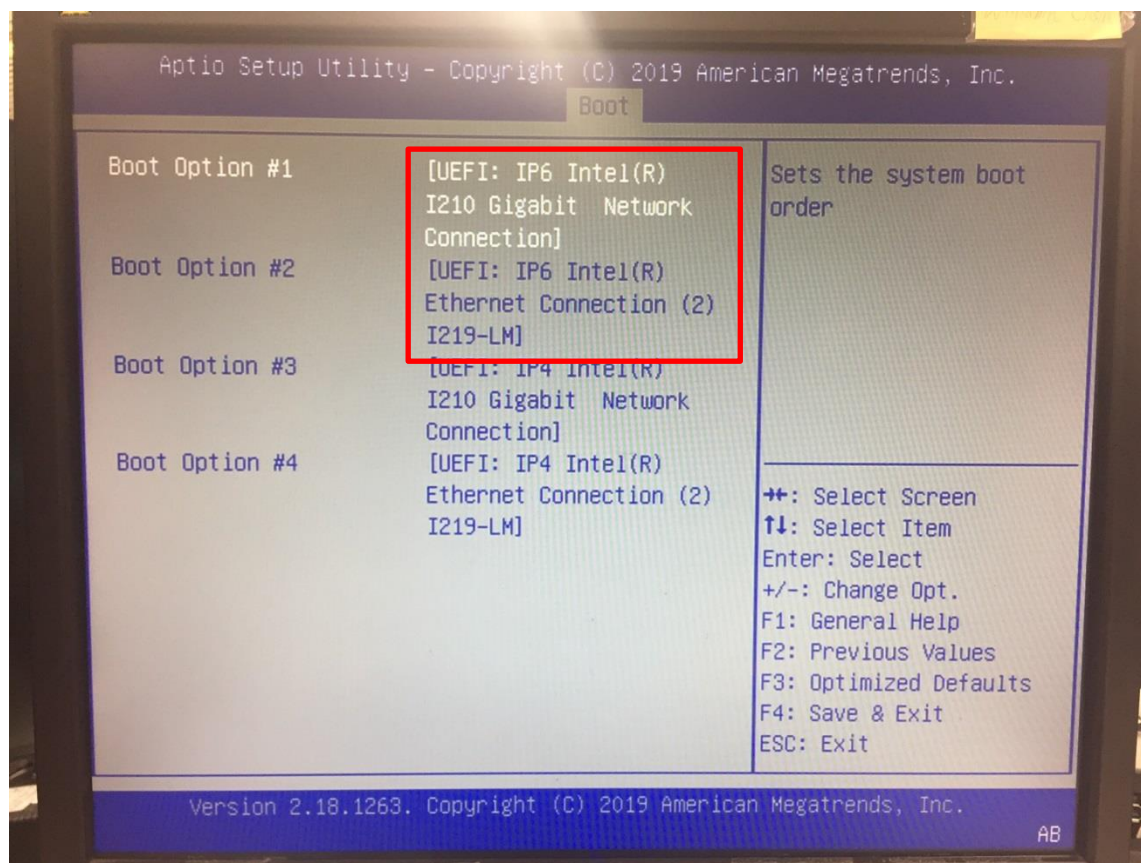 Aptio Setup Utility - Copyright (C) 2019 American Megatrends, Inc.
Boot
Boot Option #1 [UEFI: IP6 Intel(R)
I210 Gigabit Network
Connection]
Boot Option #2 [UEFI: IP6 Intel(R)
Ethernet Connection (2)
I219-LM]
Boot Option #3 [UEFI: IP4 Intel(R)
I210 Gigabit Network
Connection]
Boot Option #4 [UEFI: IP4 Intel(R)
Ethernet Connection (2)
I219-LM]
Sets the system boot
order
→←: Select Screen
↑↓: Select Item
Enter: Select
+/-: Change Opt.
F1: General Help
F2: Previous Values
F3: Optimized Defaults
F4: Save & Exit
ESC: Exit
Version 2.18.1263. Copyright (C) 2019 American Megatrends, Inc.
AB